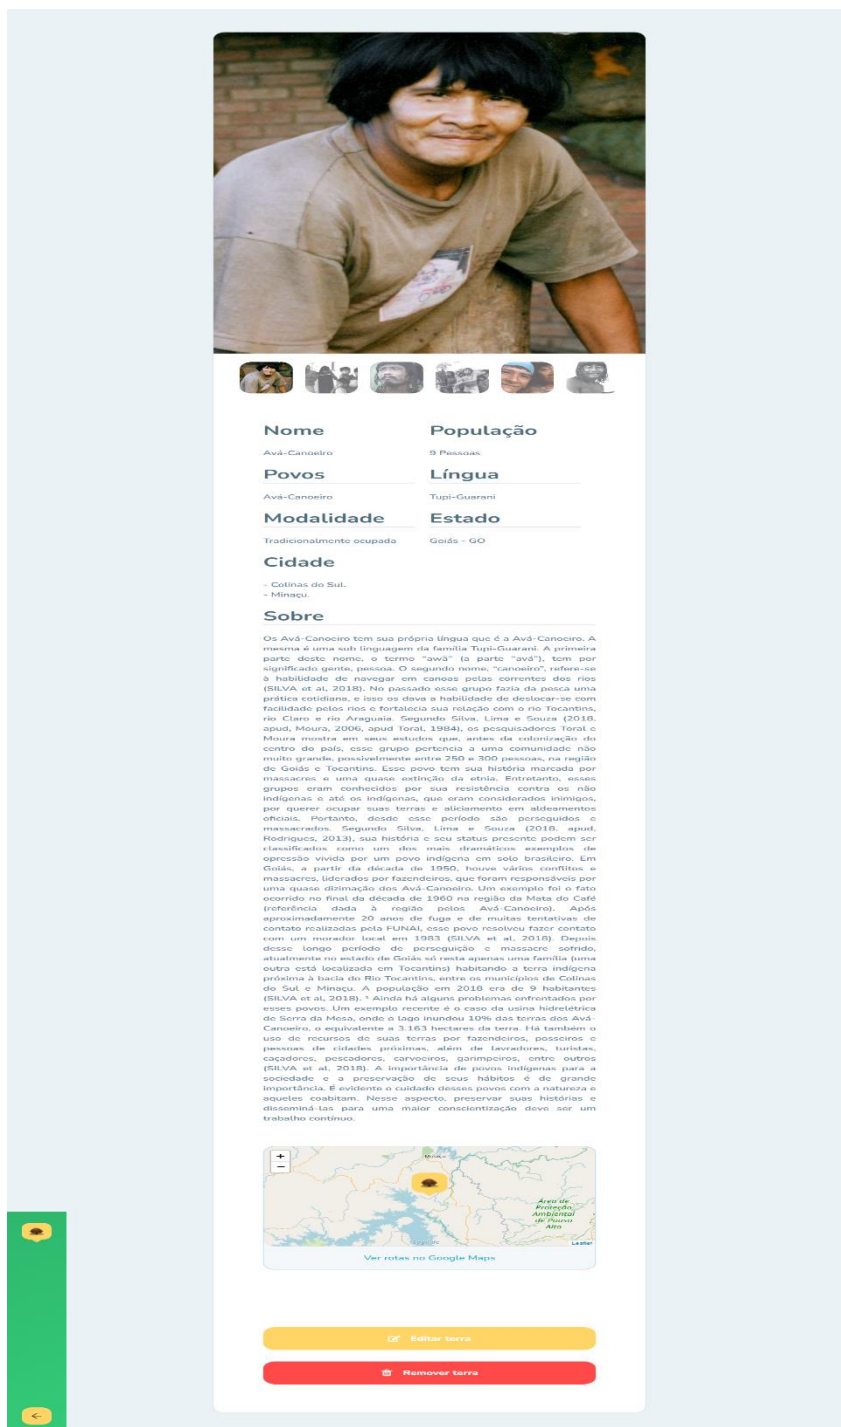 Nome
População
Avá-Canoeiro
9 Pessoas
Povos
Língua
Avá-Canoeiro
Tupi-Guarani
Modalidade
Estado
Tradicionalmente ocupada
Goiás - GO
Cidade
- Colinas do Sul.
- Minaçu.
Sobre
Os Avá-Canoeiro tem sua própria língua que é a Avá-Canoeiro. A
mesma é uma sub linguagem da família Tupi-Guarani. A primeira
parte deste nome, o termo "awã" (a parte "avá"), tem por
significado gente, pessoa. O segundo nome, "canoeiro", refere-se
à habilidade de navegar em canoas pelas correntes dos rios
(SILVA et al, 2018). No passado esse grupo fazia da pesca uma
prática cotidiana, e isso os dava a habilidade de deslocar-se com
facilidade pelos rios e fortalecia sua relação com o rio Tocantins,
rio Claro e rio Araguaia. Segundo Silva, Lima e Souza (2018,
apud, Moura, 2006, apud Toral, 1984), os pesquisadores Toral e
Moura mostra em seus estudos que, antes da colonização do
centro do país, esse grupo pertencia a uma comunidade não
muito grande, possivelmente entre 250 e 300 pessoas, na região
de Goiás e Tocantins. Esse povo tem sua história marcada por
massacres e uma quase extinção da etnia. Entretanto, esses
grupos eram conhecidos por sua resistência contra os não
indígenas e até os indígenas, que eram considerados inimigos,
por querer ocupar suas terras e aliciamento em aldeamentos
oficiais. Portanto, desde esse período são perseguidos e
massacrados. Segundo Silva, Lima e Souza (2018, apud,
Rodrigues, 2013), sua história e seu status presente podem ser
classificados como um dos mais dramáticos exemplos de
opressão vivida por um povo indígena em solo brasileiro. Em
Goiás, a partir da década de 1950, houve vários conflitos e
massacres, liderados por fazendeiros, que foram responsáveis por
uma quase dizimação dos Avá-Canoeiro. Um exemplo foi o fato
ocorrido no final da década de 1960 na região da Mata do Café
(referência dada à região pelos Avá-Canoeiro). Após
aproximadamente 20 anos de fuga e de muitas tentativas de
contato realizadas pela FUNAI, esse povo resolveu fazer contato
com um morador local em 1983 (SILVA et al, 2018). Depois
desse longo período de perseguição e massacre sofrido,
atualmente no estado de Goiás só resta apenas uma família (uma
outra está localizada em Tocantins) habitando a terra indígena
próxima à bacia do Rio Tocantins, entre os municípios de Colinas
do Sul e Minaçu. A população em 2018 era de 9 habitantes
(SILVA et al, 2018). ³ Ainda há alguns problemas enfrentados por
esses povos. Um exemplo recente é o caso da usina hidrelétrica
de Serra da Mesa, onde o lago inundou 10% das terras dos Avá-
Canoeiro, o equivalente a 3.163 hectares da terra. Há também o
uso de recursos de suas terras por fazendeiros, posseiros e
pessoas de cidades próximas, além de lavradores, turistas,
caçadores, pescadores, carvoeiros, garimpeiros, entre outros
(SILVA et al, 2018). A importância de povos indígenas para a
sociedade e a preservação de seus hábitos é de grande
importância. É evidente o cuidado desses povos com a natureza e
aqueles coabitam. Nesse aspecto, preservar suas histórias e
disseminá-las para uma maior conscientização deve ser um
trabalho contínuo.
+
−
Minaçu
Área de
Proteção
Ambiental
de Pouso
Alto
Leaflet
Ver rotas no Google Maps
Editar terra
Remover terra